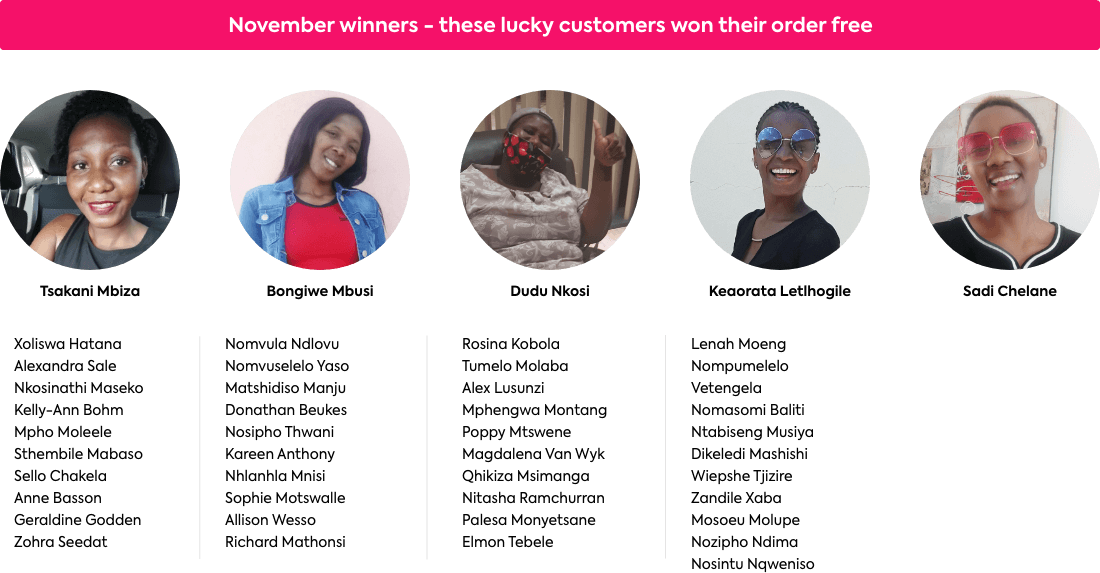 November winners - these lucky customers won their order free
Tsakani Mbiza
Bongiwe Mbusi
Dudu Nkosi
Keaorata Letlhogile
Sadi Chelane
Xoliswa Hatana
Alexandra Sale
Nkosinathi Maseko
Kelly-Ann Bohm
Mpho Moleele
Sthembile Mabaso
Sello Chakela
Anne Basson
Geraldine Godden
Zohra Seedat
Nomvula Ndlovu
Nomvuselelo Yaso
Matshidiso Manju
Donathan Beukes
Nosipho Thwani
Kareen Anthony
Nhlanhla Mnisi
Sophie Motswalle
Allison Wesso
Richard Mathonsi
Rosina Kobola
Tumelo Molaba
Alex Lusunzi
Mphengwa Montang
Poppy Mtswene
Magdalena Van Wyk
Qhikiza Msimanga
Nitasha Ramchurran
Palesa Monyetsane
Elmon Tebele
Lenah Moeng
Nompumelelo
Vetengela
Nomasomi Baliti
Ntabiseng Musiya
Dikeledi Mashishi
Wiepshe Tjizire
Zandile Xaba
Mosoeu Molupe
Nozipho Ndima
Nosintu Nqweniso